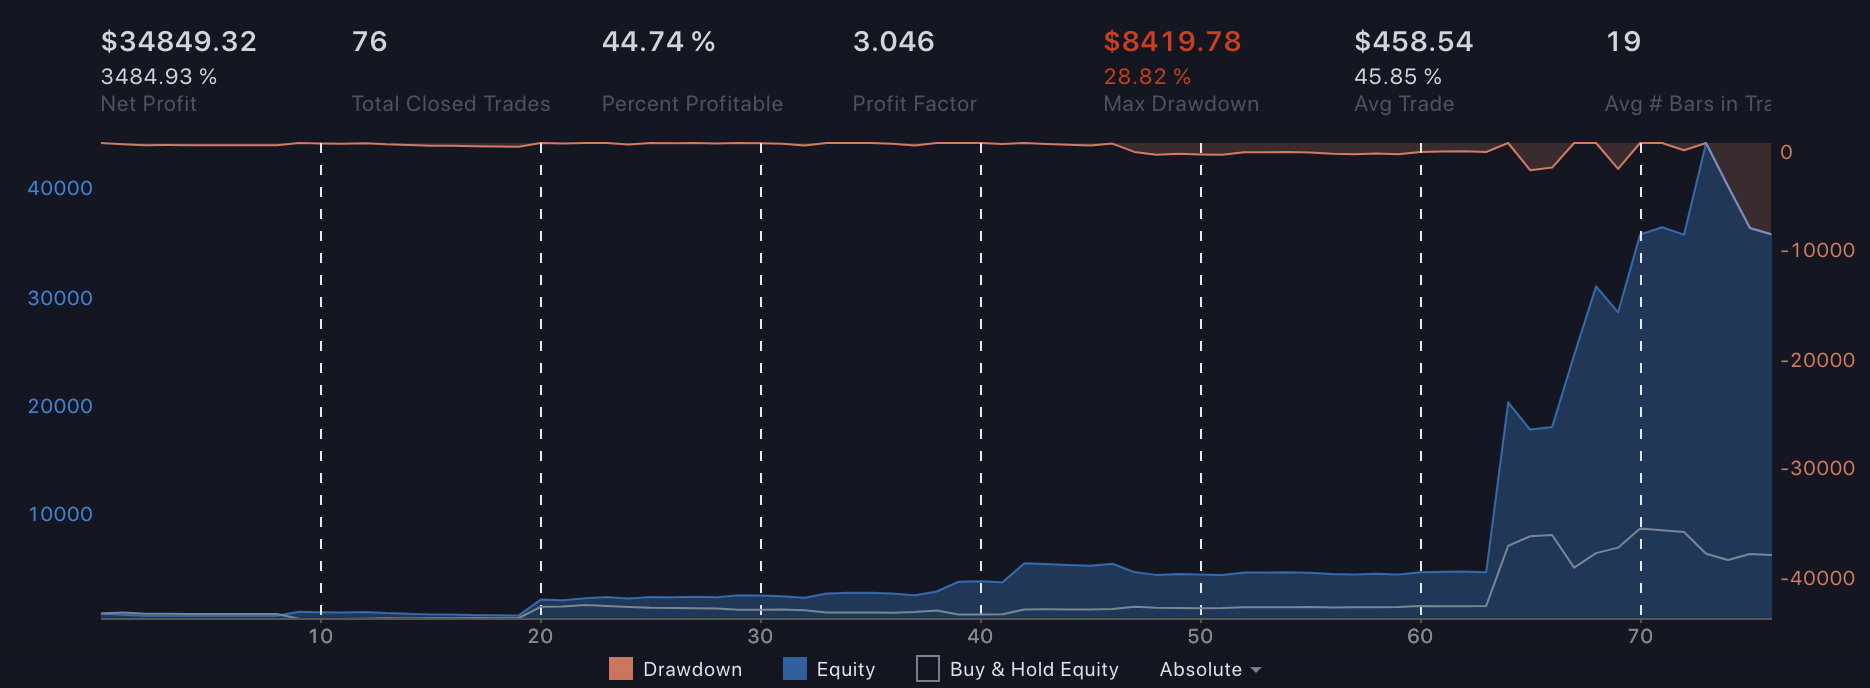 $34849.32 76 44.74 % 3.046 $8419.78 $458.54 19
3484.93 % 28.82 % 45.85 %
Net Profit Total Closed Trades Percent Profitable Profit Factor Max Drawdown Avg Trade Avg # Bars in Tra
0
40000
-10000
30000
-20000
20000
-30000
10000
-40000
10 20 30 40 50 60 70
Drawdown Equity Buy & Hold Equity Absolute